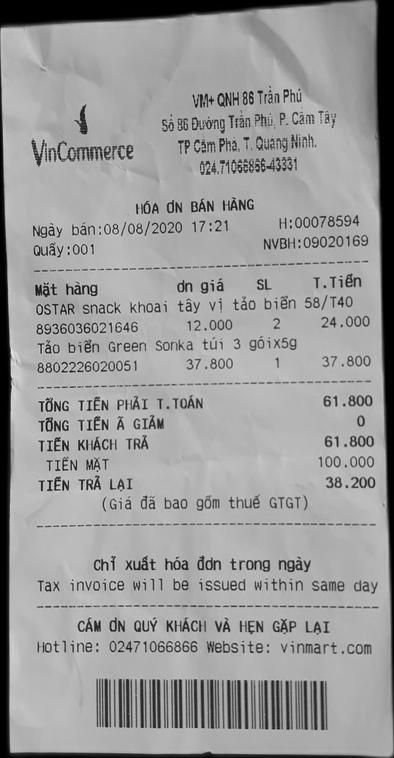 VinCommerce
VM+ QNH 86 Trần Phú
Số 86 Đường Trần Phú, P. Cẩm Tây
TP Cẩm Phả, T. Quảng Ninh.
024.71066866-43331
HÓA ƠN BÁN HÀNG
Ngày bán:08/08/2020 17:21 H:00078594
Quầy:001 NVBH:09020169
Mặt hàng ơn giá SL T.Tiền
OSTAR snack khoai tây vị tảo biển 58/T40
8936036021646 12.000 2 24.000
Tảo biển Green Sonka túi 3 góix5g
8802226020051 37.800 1 37.800
TỔNG TIỀN PHẢI T.TOÁN 61.800
TỔNG TIỀN Ã GIẢM 0
TIỀN KHÁCH TRẢ 61.800
TIỀN MẶT 100.000
TIỀN TRẢ LẠI 38.200
(Giá đã bao gồm thuế GTGT)
Chỉ xuất hóa đơn trong ngày
Tax invoice will be issued within same day
CẢM ƠN QUÝ KHÁCH VÀ HẸN GẶP LẠI
Hotline: 02471066866 Website: vinmart.com